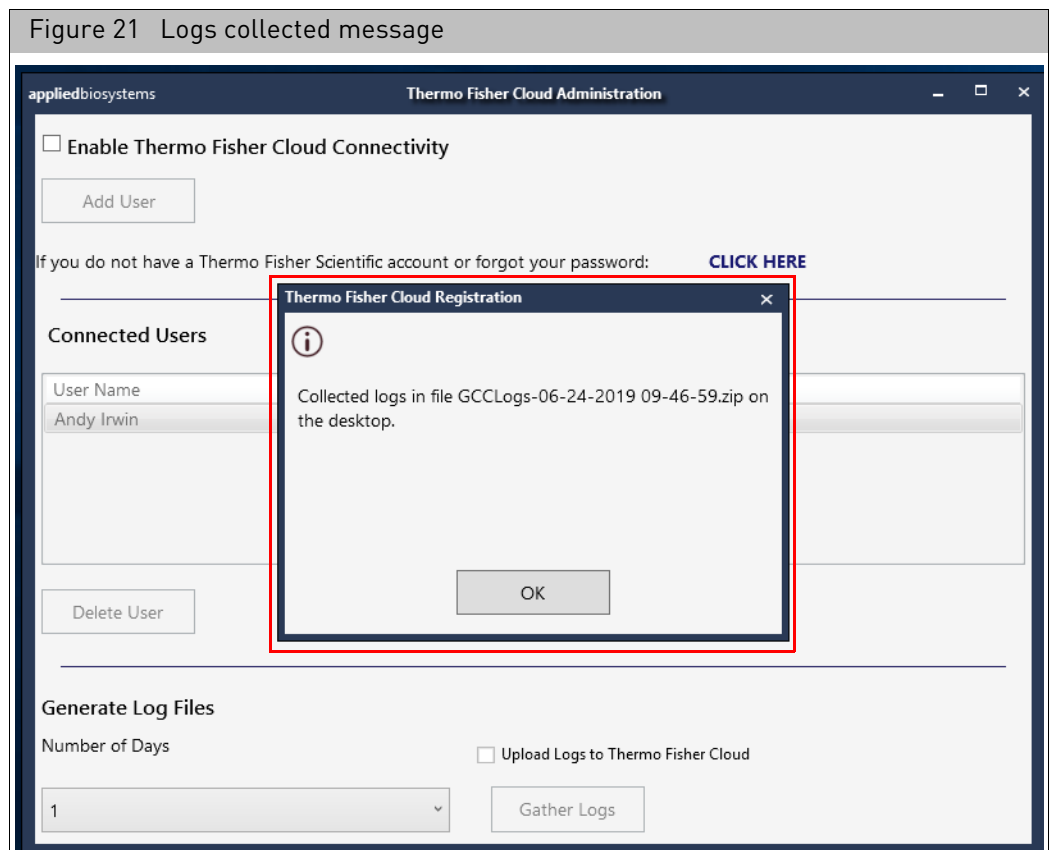 Figure 21 Logs collected message
appliedbiosystems
Thermo Fisher Cloud Administration
Enable Thermo Fisher Cloud Connectivity
Add User
If you do not have a Thermo Fisher Scientific account or forgot your password: CLICK HERE
Thermo Fisher Cloud Registration
Connected Users
User Name
Andy Irwin
Collected logs in file GCCLogs-06-24-2019 09-46-59.zip on
the desktop.
OK
Delete User
Generate Log Files
Number of Days
Upload Logs to Thermo Fisher Cloud
1
Gather Logs